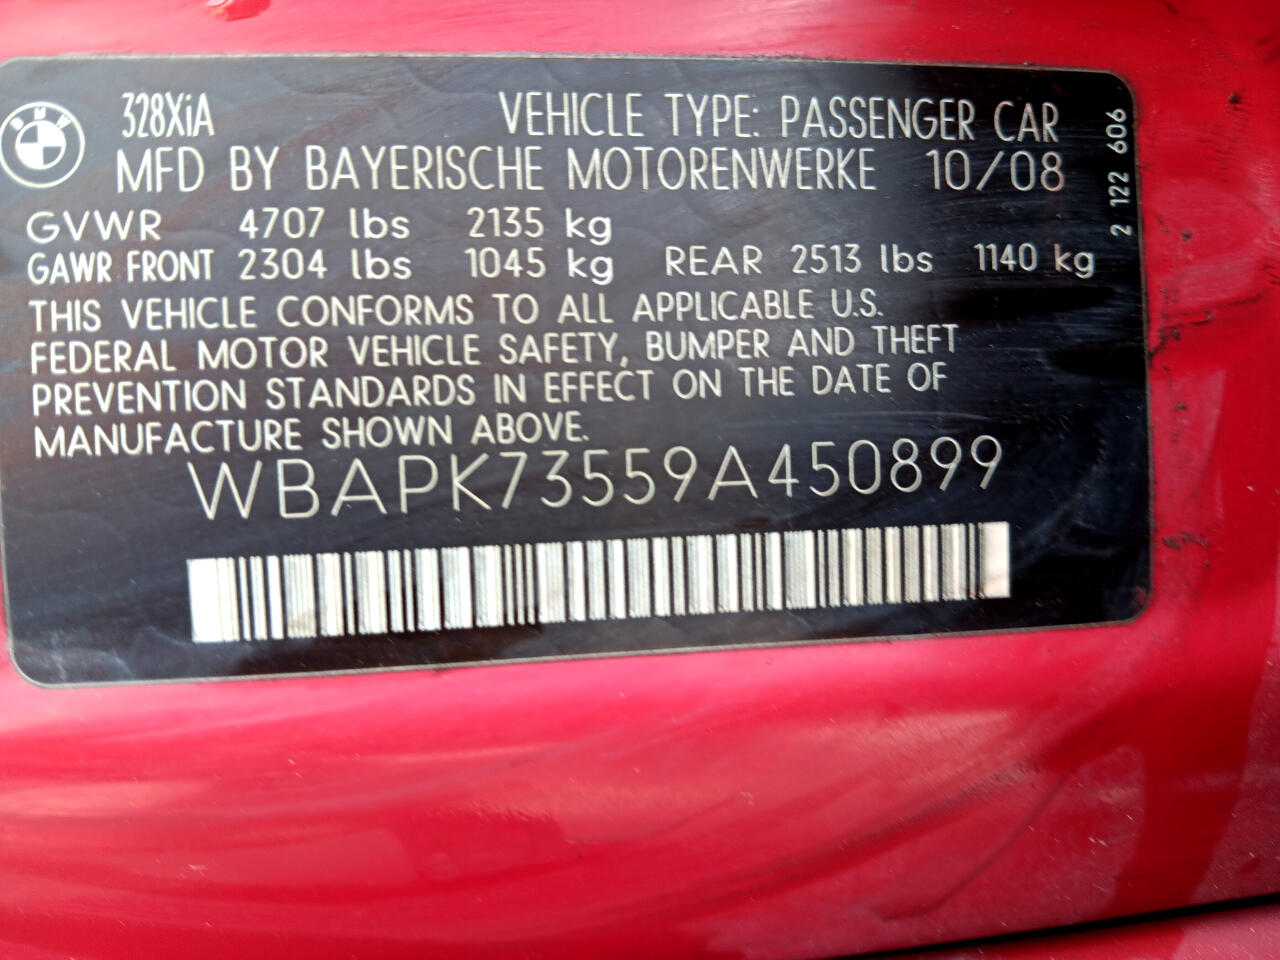 BMW
328XiA VEHICLE TYPE: PASSENGER CAR
MFD BY BAYERISCHE MOTORENWERKE 10/08
GVWR 4707 lbs 2135 kg
GAWR FRONT 2304 lbs 1045 kg REAR 2513 lbs 1140 kg
THIS VEHICLE CONFORMS TO ALL APPLICABLE U.S.
FEDERAL MOTOR VEHICLE SAFETY, BUMPER AND THEFT
PREVENTION STANDARDS IN EFFECT ON THE DATE OF
MANUFACTURE SHOWN ABOVE.
WBAPK73559A450899
2 122 606